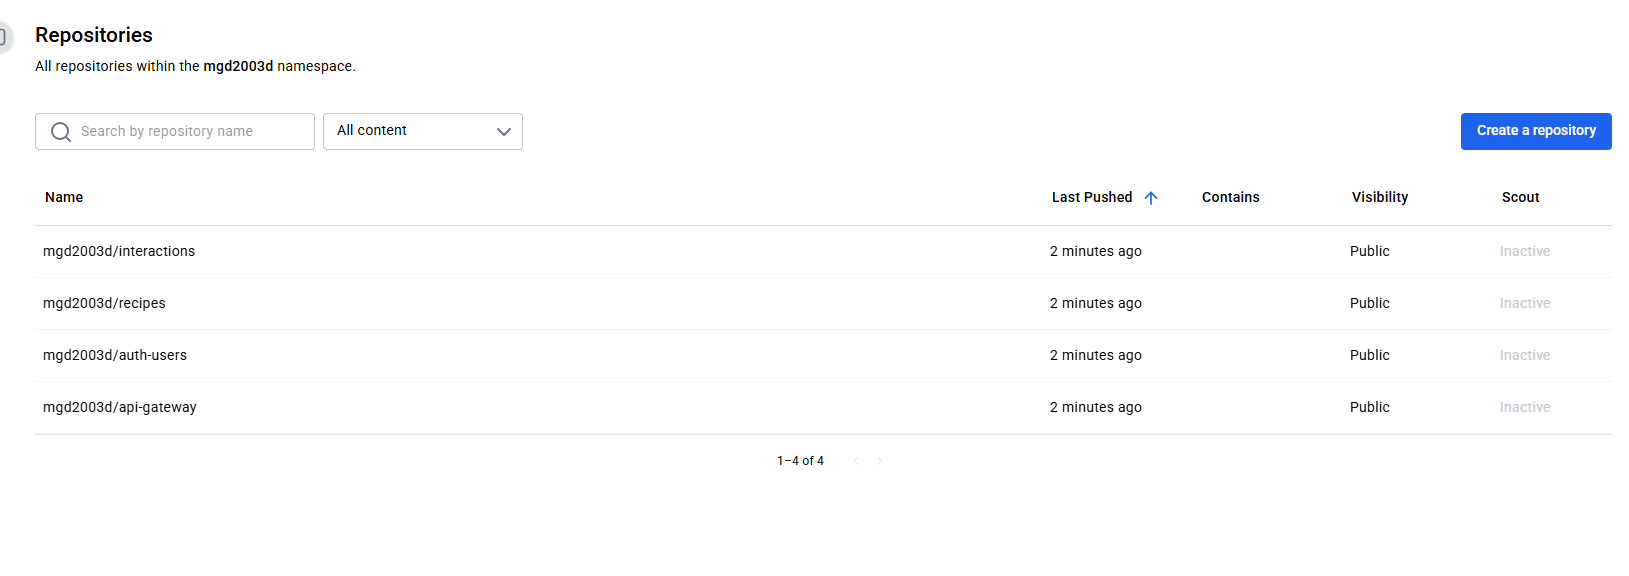 Repositories
All repositories within the mgd2003d namespace.
Search by repository name
All content
Create a repository
Name Last Pushed Contains Visibility Scout
mgd2003d/interactions 2 minutes ago Public Inactive
mgd2003d/recipes 2 minutes ago Public Inactive
mgd2003d/auth-users 2 minutes ago Public Inactive
mgd2003d/api-gateway 2 minutes ago Public Inactive
1–4 of 4